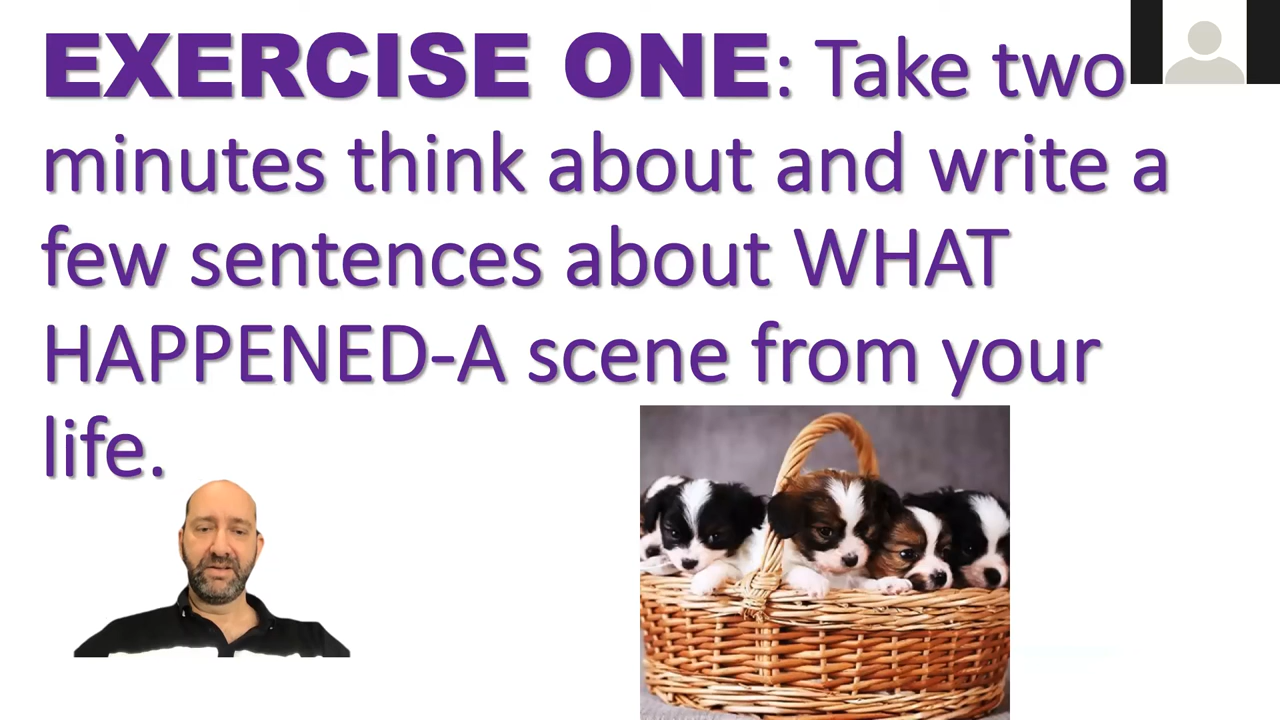 EXERCISE ONE: Take two
minutes think about and write a
few sentences about WHAT
HAPPENED-A scene from your
life.